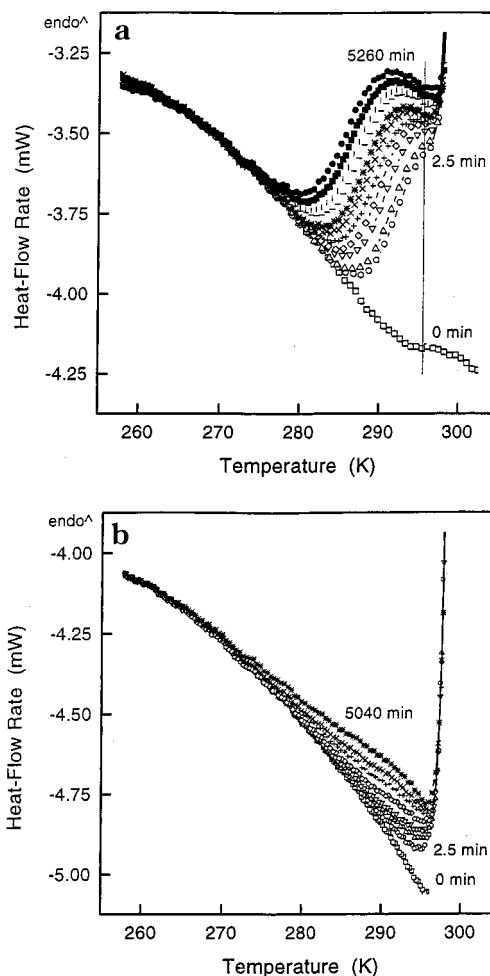 endo^
a
-3.25
-3.50
-3.75
-4.00
-4.25
Heat-Flow Rate (mW)
5260 min
2.5 min
0 min
260 270 280 290 300
Temperature (K)
endo^
b
-4.00
-4.25
-4.50
-4.75
-5.00
Heat-Flow Rate (mW)
5040 min
2.5 min
0 min
260 270 280 290 300
Temperature (K)